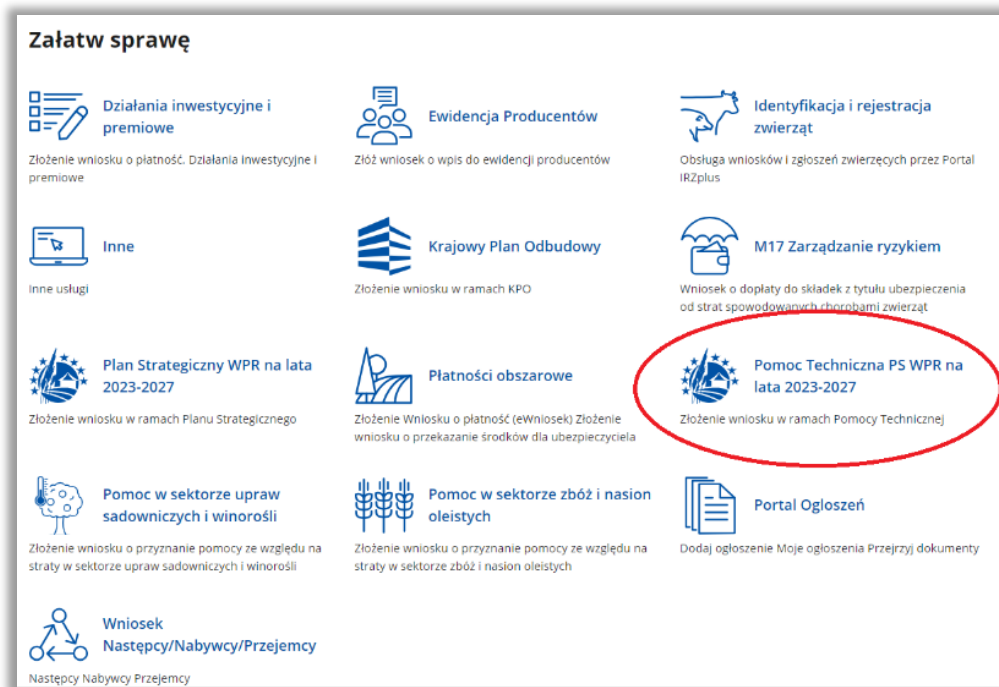 Załatw sprawę
Działania inwestycyjne i
premiowe
Złożenie wniosku o płatność. Działania inwestycyjne i
premiowe
Ewidencja Producentów
Złóż wniosek o wpis do ewidencji producentów
Identyfikacja i rejestracja
zwierząt
Obsługa wniosków i zgłoszeń zwierzęcych przez Portal
IRZplus
Inne
Inne usługi
Krajowy Plan Odbudowy
Złożenie wniosku w ramach KPO
M17 Zarządzanie ryzykiem
Wniosek o dopłaty do składek z tytułu ubezpieczenia
od strat spowodowanych chorobami zwierząt
Plan Strategiczny WPR na lata
2023-2027
Złożenie wniosku w ramach Planu Strategicznego
Płatności obszarowe
Złożenie Wniosku o płatność (eWniosek) Złożenie
wniosku o przekazanie środków dla ubezpieczyciela
Pomoc Techniczna PS WPR na
lata 2023-2027
Złożenie wniosku w ramach Pomocy Technicznej
Pomoc w sektorze upraw
sadowniczych i winorośli
Złożenie wniosku o przyznanie pomocy ze względu na
straty w sektorze upraw sadowniczych i winorośli
Pomoc w sektorze zbóż i nasion
oleistych
Złożenie wniosku o przyznanie pomocy ze względu na
straty w sektorze zbóż i nasion oleistych
Portal Ogłoszeń
Dodaj ogłoszenie Moje ogłoszenia Przejrzyj dokumenty
Wniosek
Następcy/Nabywcy/Przejemcy
Następcy Nabywcy Przejemcy